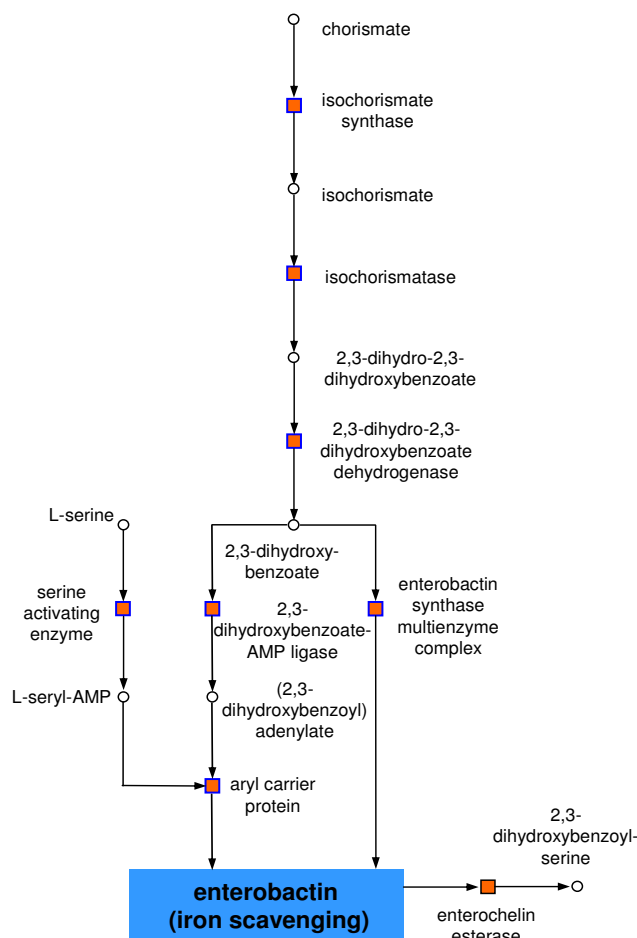 chorismate
isochorismate
synthase
isochorismate
isochorismatase
2,3-dihydro-2,3-
dihydroxybenzoate
2,3-dihydro-2,3-
dihydroxybenzoate
dehydrogenase
L-serine
2,3-dihydroxy-
benzoate
serine
activating
enzyme
2,3-
dihydroxybenzoate-
AMP ligase
enterobactin
synthase
multienzyme
complex
L-seryl-AMP
(2,3-
dihydroxybenzoyl)
adenylate
aryl carrier
protein
2,3-
dihydroxybenzoyl-
serine
enterobactin
(iron scavenging)
enterochelin
esterase